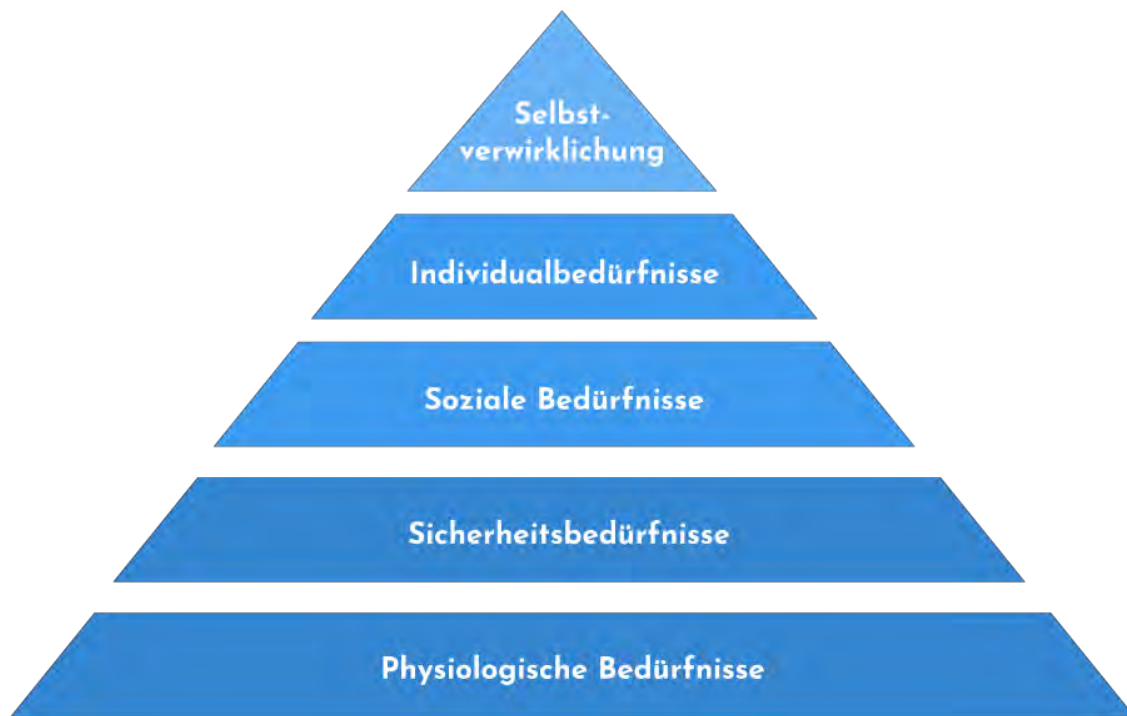 Selbst-
verwirklichung
Individualbedürfnisse
Soziale Bedürfnisse
Sicherheitsbedürfnisse
Physiologische Bedürfnisse